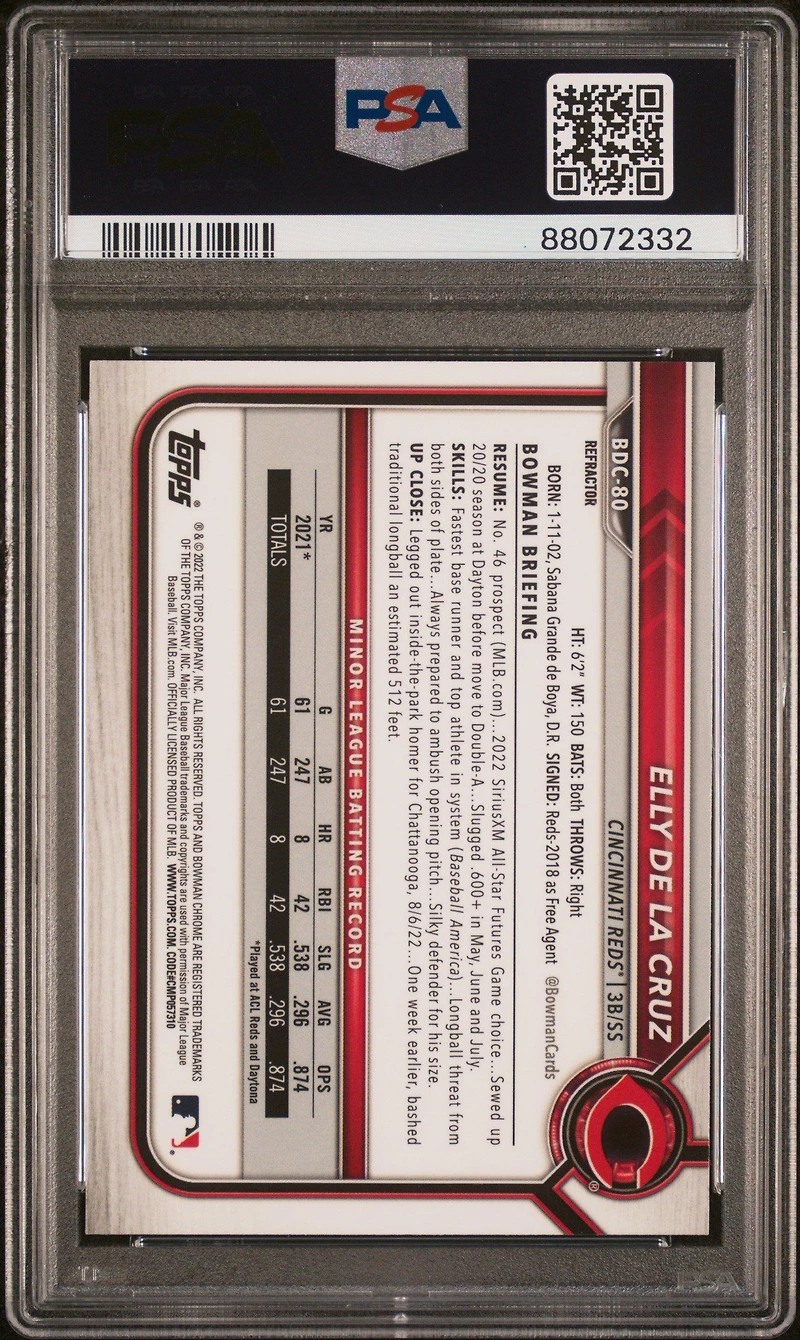 PSA
88072332
BDC-80
ELLY DE LA CRUZ
CINCINNATI REDS® | 3B/SS
REFRACTOR
HT: 6'2" WT: 150 BATS: Both THROWS: Right
BORN: 1-11-02, Sabana Grande de Boya, D.R. SIGNED: Reds-2018 as Free Agent @BowmanCards
BOWMAN BRIEFING
RESUME: No. 46 prospect (MLB.com)...2022 SiriusXM All-Star Futures Game choice...Sewed up
20/20 season at Dayton before move to Double-A...Slugged .600+ in May, June and July.
SKILLS: Fastest base runner and top athlete in system (Baseball America)...Longball threat from
both sides of plate...Always prepared to ambush opening pitch...Silky defender for his size.
UP CLOSE: Legged out inside-the-park homer for Chattanooga, 8/6/22...One week earlier, bashed
traditional longball an estimated 512 feet.
MINOR LEAGUE BATTING RECORD
YR G AB HR RBI SLG AVG OPS
2021* 61 247 8 42 .538 .296 .874
TOTALS 61 247 8 42 .538 .296 .874
*Played at ACL Reds and Daytona
topps®
® & © 2022 THE TOPPS COMPANY, INC. ALL RIGHTS RESERVED. TOPPS AND BOWMAN CHROME ARE REGISTERED TRADEMARKS
OF THE TOPPS COMPANY, INC. Major League Baseball trademarks and copyrights are used with permission of Major League
Baseball. Visit MLB.com. OFFICIALLY LICENSED PRODUCT OF MLB. WWW.TOPPS.COM. CODE#CMP057310
PSA